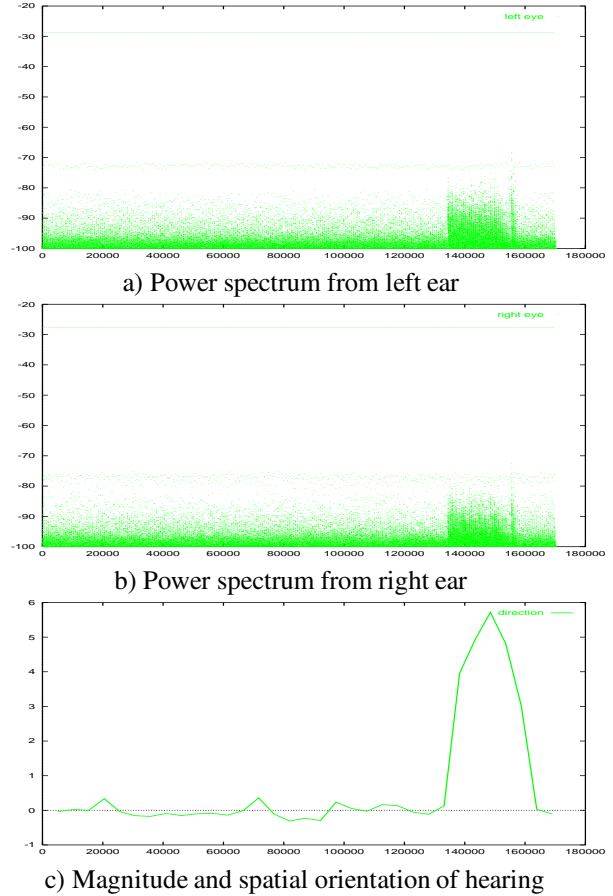 -20
left eye
-30
-40
-50
-60
-70
-80
-90
-100
0 20000 40000 60000 80000 100000 120000 140000 160000 180000
a) Power spectrum from left ear
-20
right eye
-30
-40
-50
-60
-70
-80
-90
-100
0 20000 40000 60000 80000 100000 120000 140000 160000 180000
b) Power spectrum from right ear
6
direction
5
4
3
2
1
0
-1
0 20000 40000 60000 80000 100000 120000 140000 160000 180000
c) Magnitude and spatial orientation of hearing